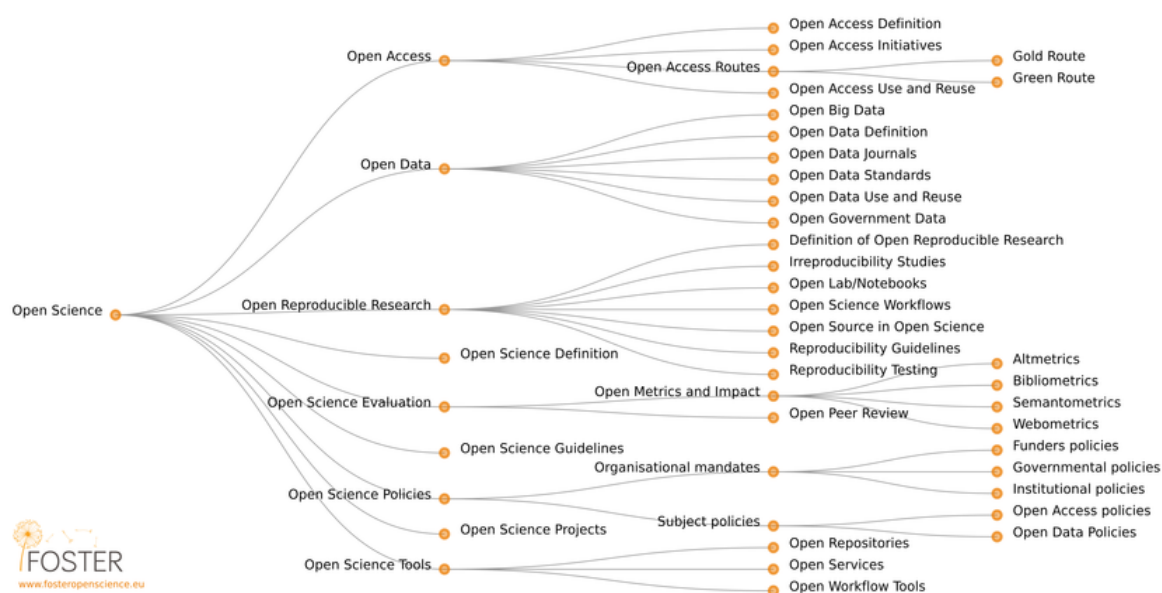 Open Science
Open Access
Open Access Definition
Open Access Initiatives
Open Access Routes
Gold Route
Green Route
Open Access Use and Reuse
Open Data
Open Big Data
Open Data Definition
Open Data Journals
Open Data Standards
Open Data Use and Reuse
Open Government Data
Open Reproducible Research
Definition of Open Reproducible Research
Irreproducibility Studies
Open Lab/Notebooks
Open Science Workflows
Open Source in Open Science
Reproducibility Guidelines
Reproducibility Testing
Open Science Definition
Open Science Evaluation
Open Metrics and Impact
Altmetrics
Bibliometrics
Semantometrics
Webometrics
Open Peer Review
Open Science Guidelines
Open Science Policies
Organisational mandates
Funders policies
Governmental policies
Institutional policies
Subject policies
Open Access policies
Open Data Policies
Open Science Projects
Open Science Tools
Open Repositories
Open Services
Open Workflow Tools
FOSTER
www.fosteropenscience.eu